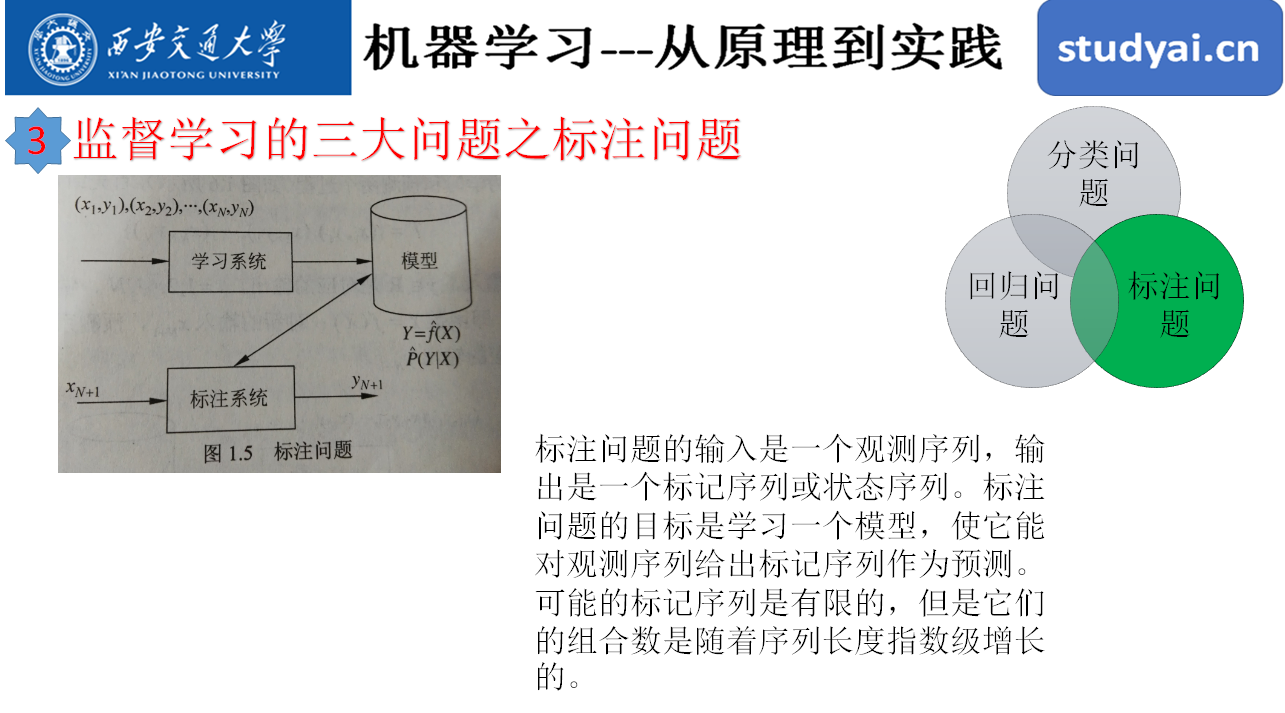 西安交通大学
XI'AN JIAOTONG UNIVERSITY
机器学习---从原理到实践
studyai.cn
3
监督学习的三大问题之标注问题
(x₁,y₁),(x₂,y₂),···,(x_N,y_N)
学习系统
模型
Y=f̂(X)
P̂(Y|X)
x_{N+1}
标注系统
y_{N+1}
图 1.5 标注问题
分类问
题
回归问
题
标注问
题
标注问题的输入是一个观测序列，输
出是一个标记序列或状态序列。标注
问题的目标是学习一个模型，使它能
对观测序列给出标记序列作为预测。
可能的标记序列是有限的，但是它们
的组合数是随着序列长度指数级增长
的。